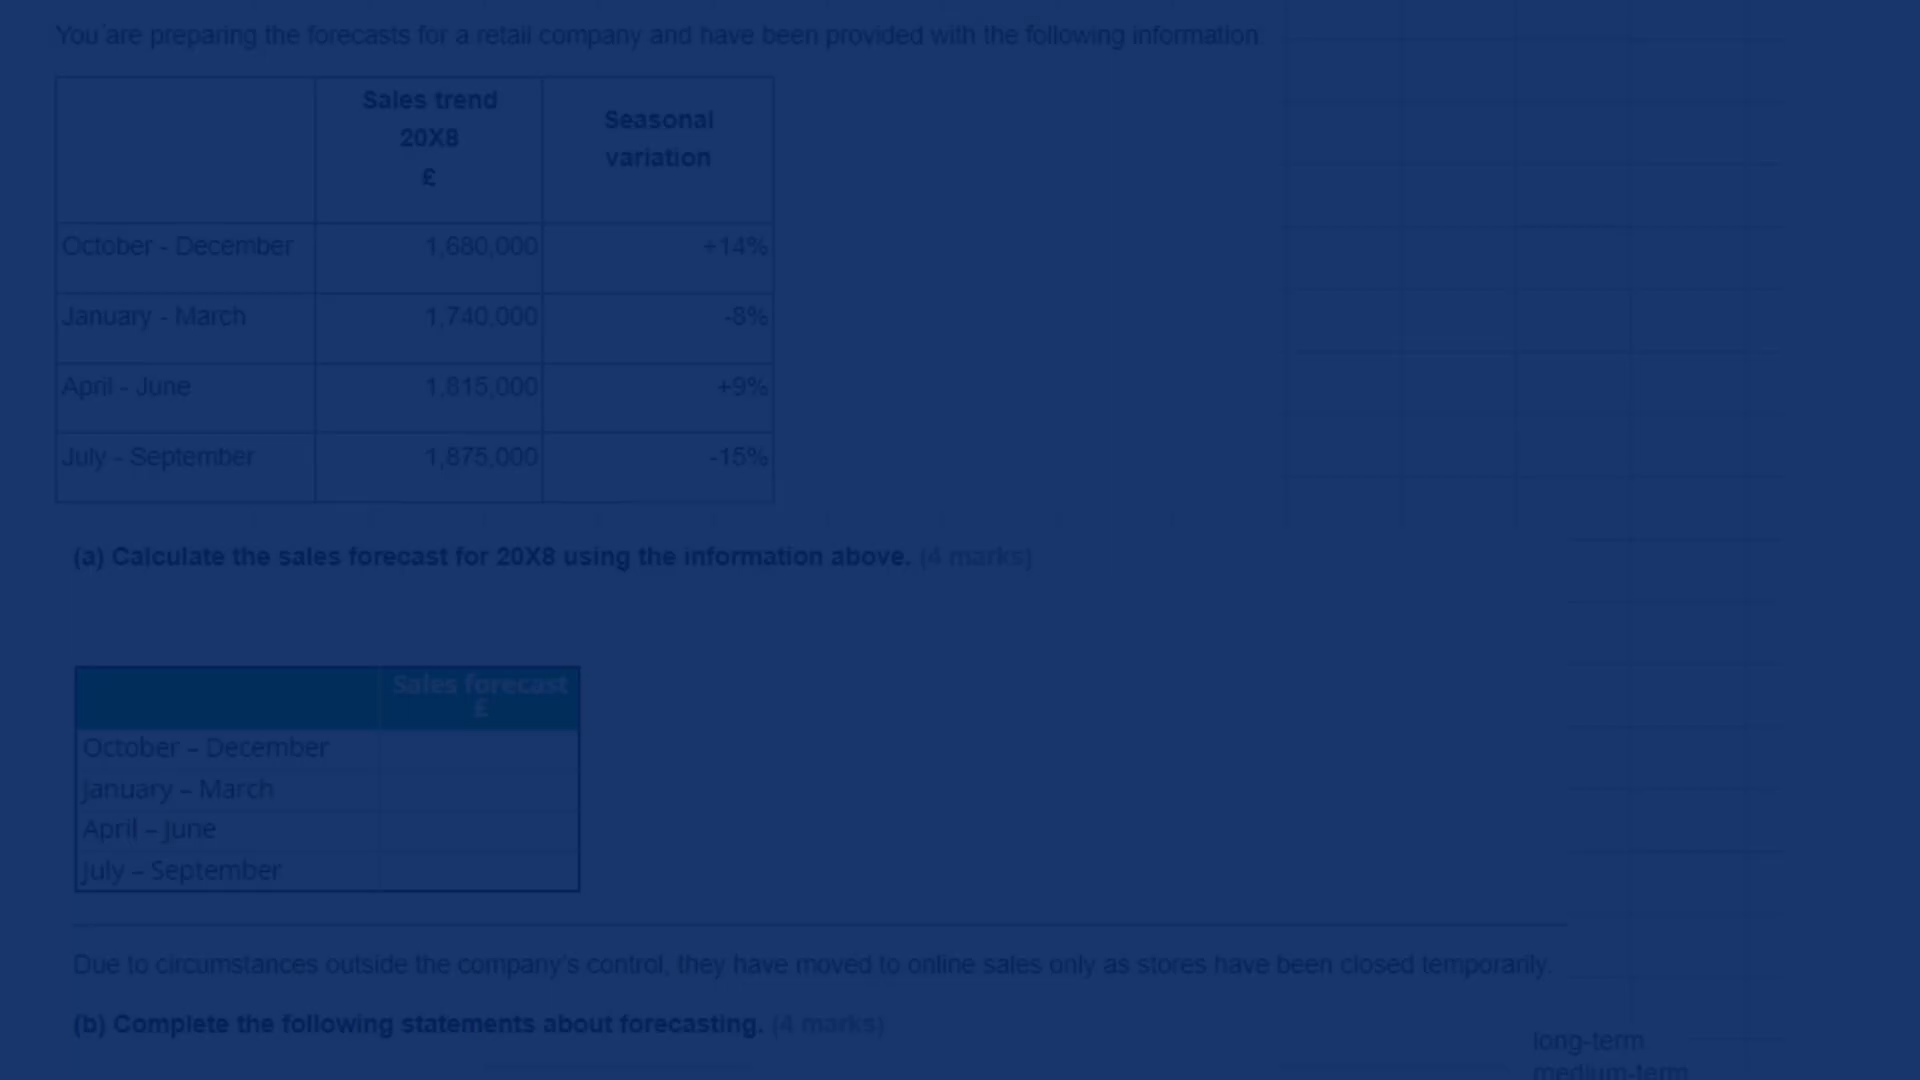 You are preparing the forecasts for a retail company and have been provided with the following information
Sales trend
20X8
£
Seasonal
variation
October - December 1,680,000 +14%
January - March 1,740,000 -8%
April - June 1,815,000 +9%
July - September 1,875,000 -15%
(a) Calculate the sales forecast for 20X8 using the information above. (4 marks)
Sales forecast
£
October – December
January – March
April – June
July – September
Due to circumstances outside the company's control, they have moved to online sales only as stores have been closed temporarily.
(b) Complete the following statements about forecasting. (4 marks)
long-term
medium-term